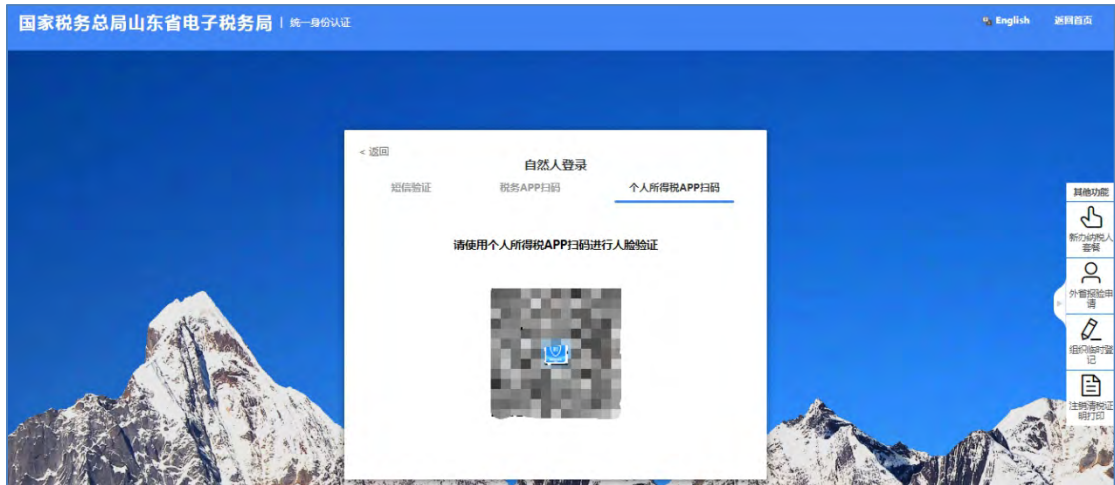 国家税务总局山东省电子税务局 | 统一身份认证
English 返回首页
< 返回
自然人登录
短信验证 税务APP扫码 个人所得税APP扫码
请使用个人所得税APP扫码进行人脸验证
其他功能
新办纳税人
套餐
外省报验申
请
组织临时登
记
注销清税证
明打印